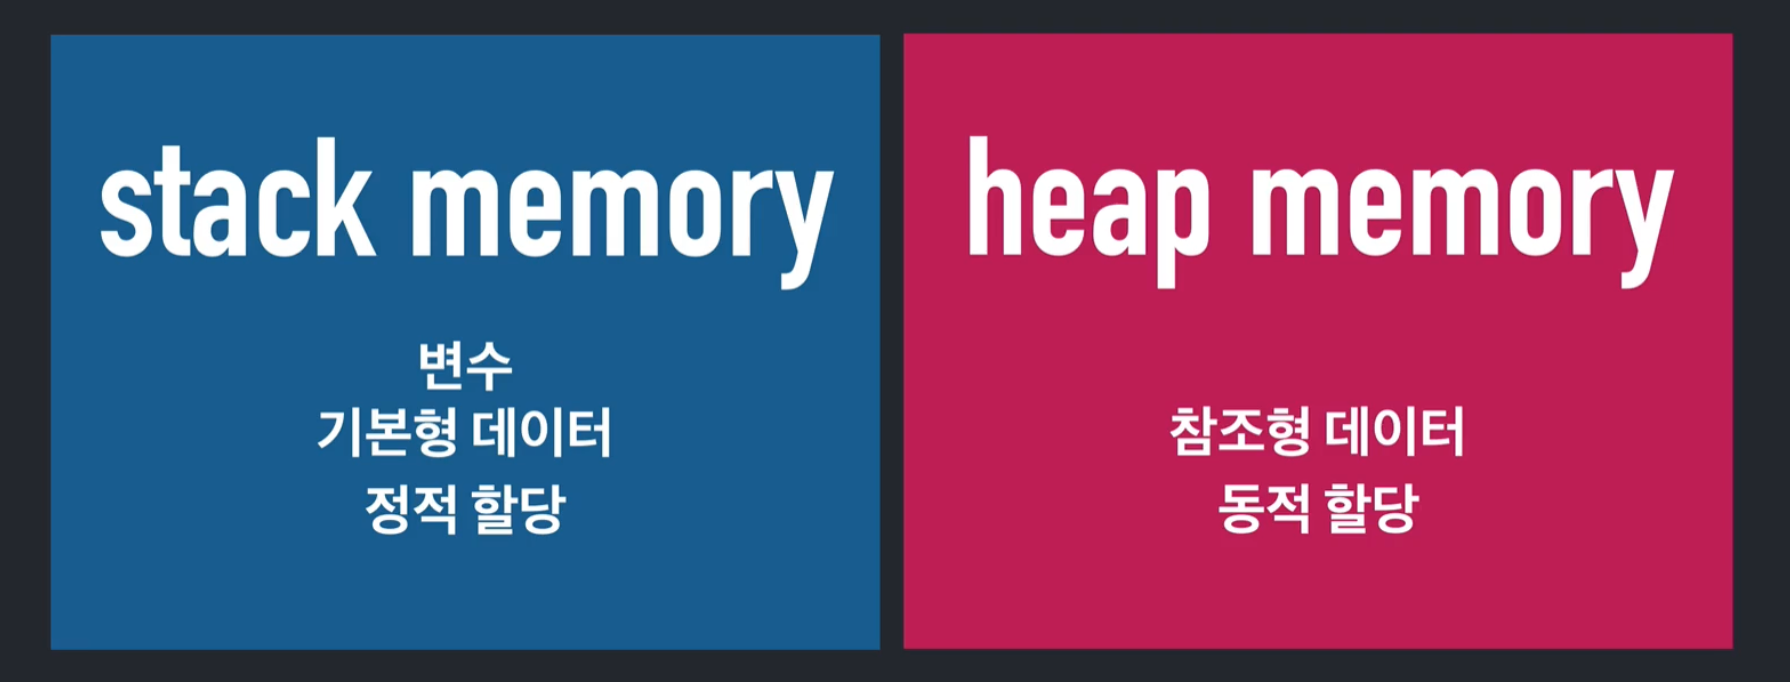 stack memory
변수
기본형 데이터
정적 할당
heap memory
참조형 데이터
동적 할당